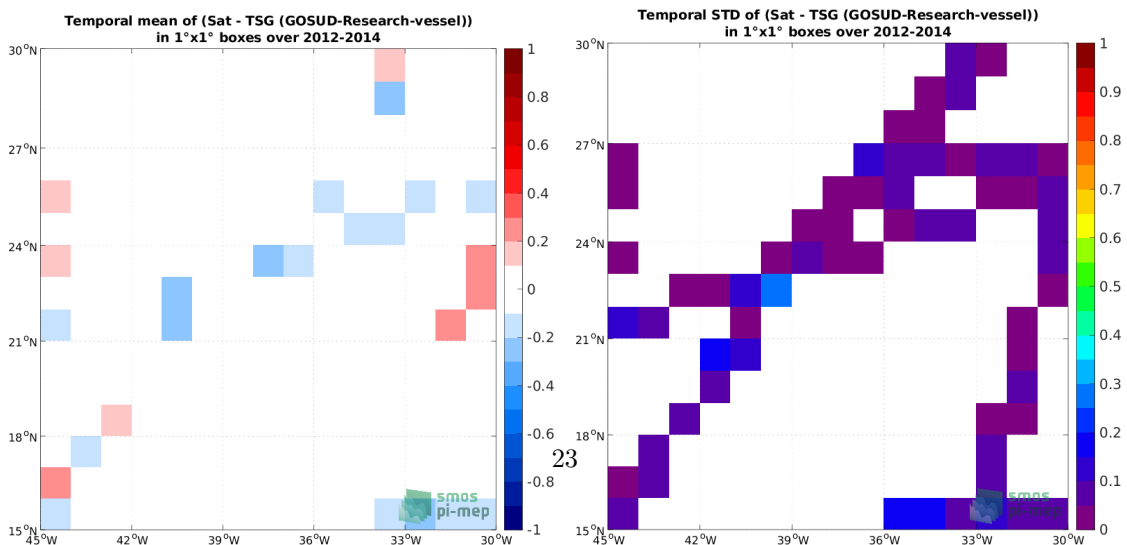 Temporal mean of (Sat - TSG (GOSUD-Research-vessel))
in 1°x1° boxes over 2012-2014
30°N
27°N
24°N
21°N
18°N
15°N
45°W 42°W 39°W 36°W 33°W 30°W
1
0.8
0.6
0.4
0.2
0
-0.2
-0.4
-0.6
-0.8
-1
smos
pi-mep
23
Temporal STD of (Sat - TSG (GOSUD-Research-vessel))
in 1°x1° boxes over 2012-2014
30°N
27°N
24°N
21°N
18°N
15°N
45°W 42°W 39°W 36°W 33°W 30°W
1
0.9
0.8
0.7
0.6
0.5
0.4
0.3
0.2
0.1
0
smos
pi-mep